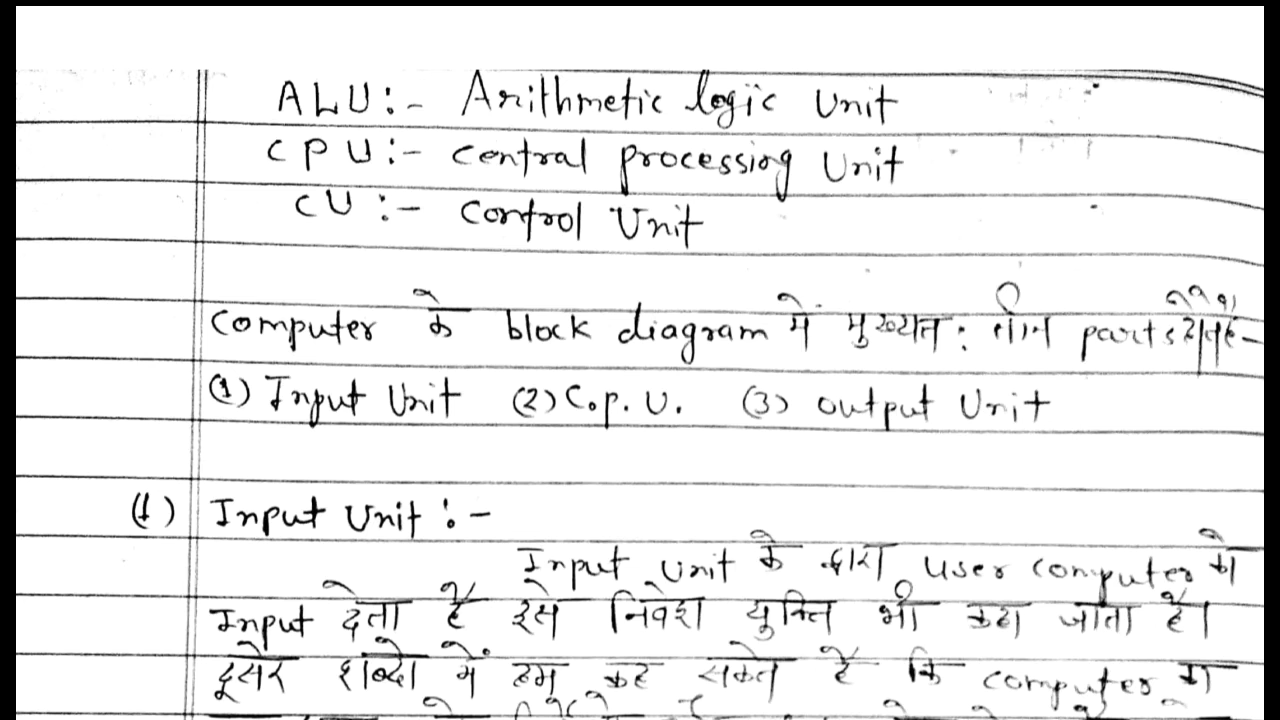 ALU:- Arithmetic logic Unit
CPU:- Central processing Unit
CU:- Control Unit
Computer के block diagram में मुख्यत: तीन parts होते हैं-
(1) Input Unit (2) C.P.U. (3) Output Unit
(1) Input Unit :-
Input Unit के द्वारा user computer को
Input देता है इसे निवेश युक्ति भी कहा जाता है।
दूसरे शब्दो में हम कह सकते हैं कि computer का